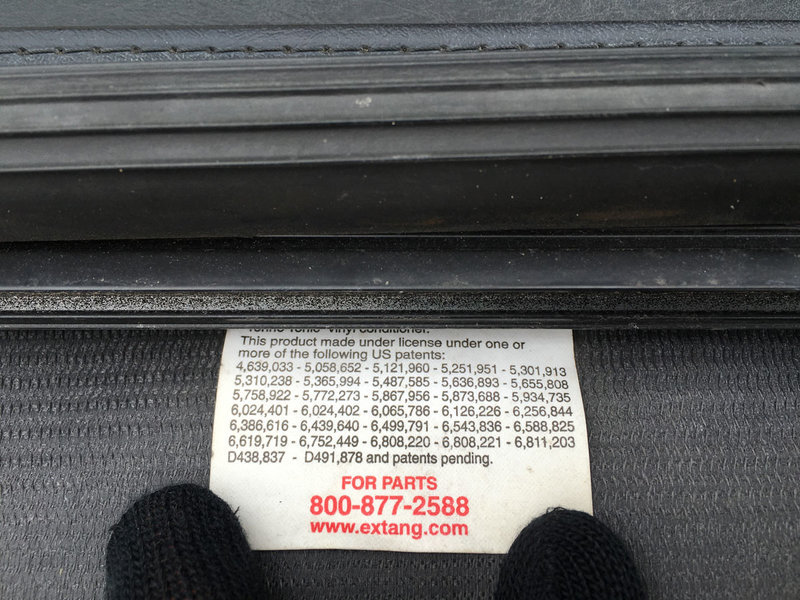 vinyl conditioner.
This product made under license under one or
more of the following US patents:
4,639,033 - 5,058,652 - 5,121,960 - 5,251,951 - 5,301,913
5,310,238 - 5,365,994 - 5,487,585 - 5,636,893 - 5,655,808
5,758,922 - 5,772,273 - 5,867,956 - 5,873,688 - 5,934,735
6,024,401 - 6,024,402 - 6,065,786 - 6,126,226 - 6,256,844
6,386,616 - 6,439,640 - 6,499,791 - 6,543,836 - 6,588,825
6,619,719 - 6,752,449 - 6,808,220 - 6,808,221 - 6,811,203
D438,837 - D491,878 and patents pending.
FOR PARTS
800-877-2588
www.extang.com